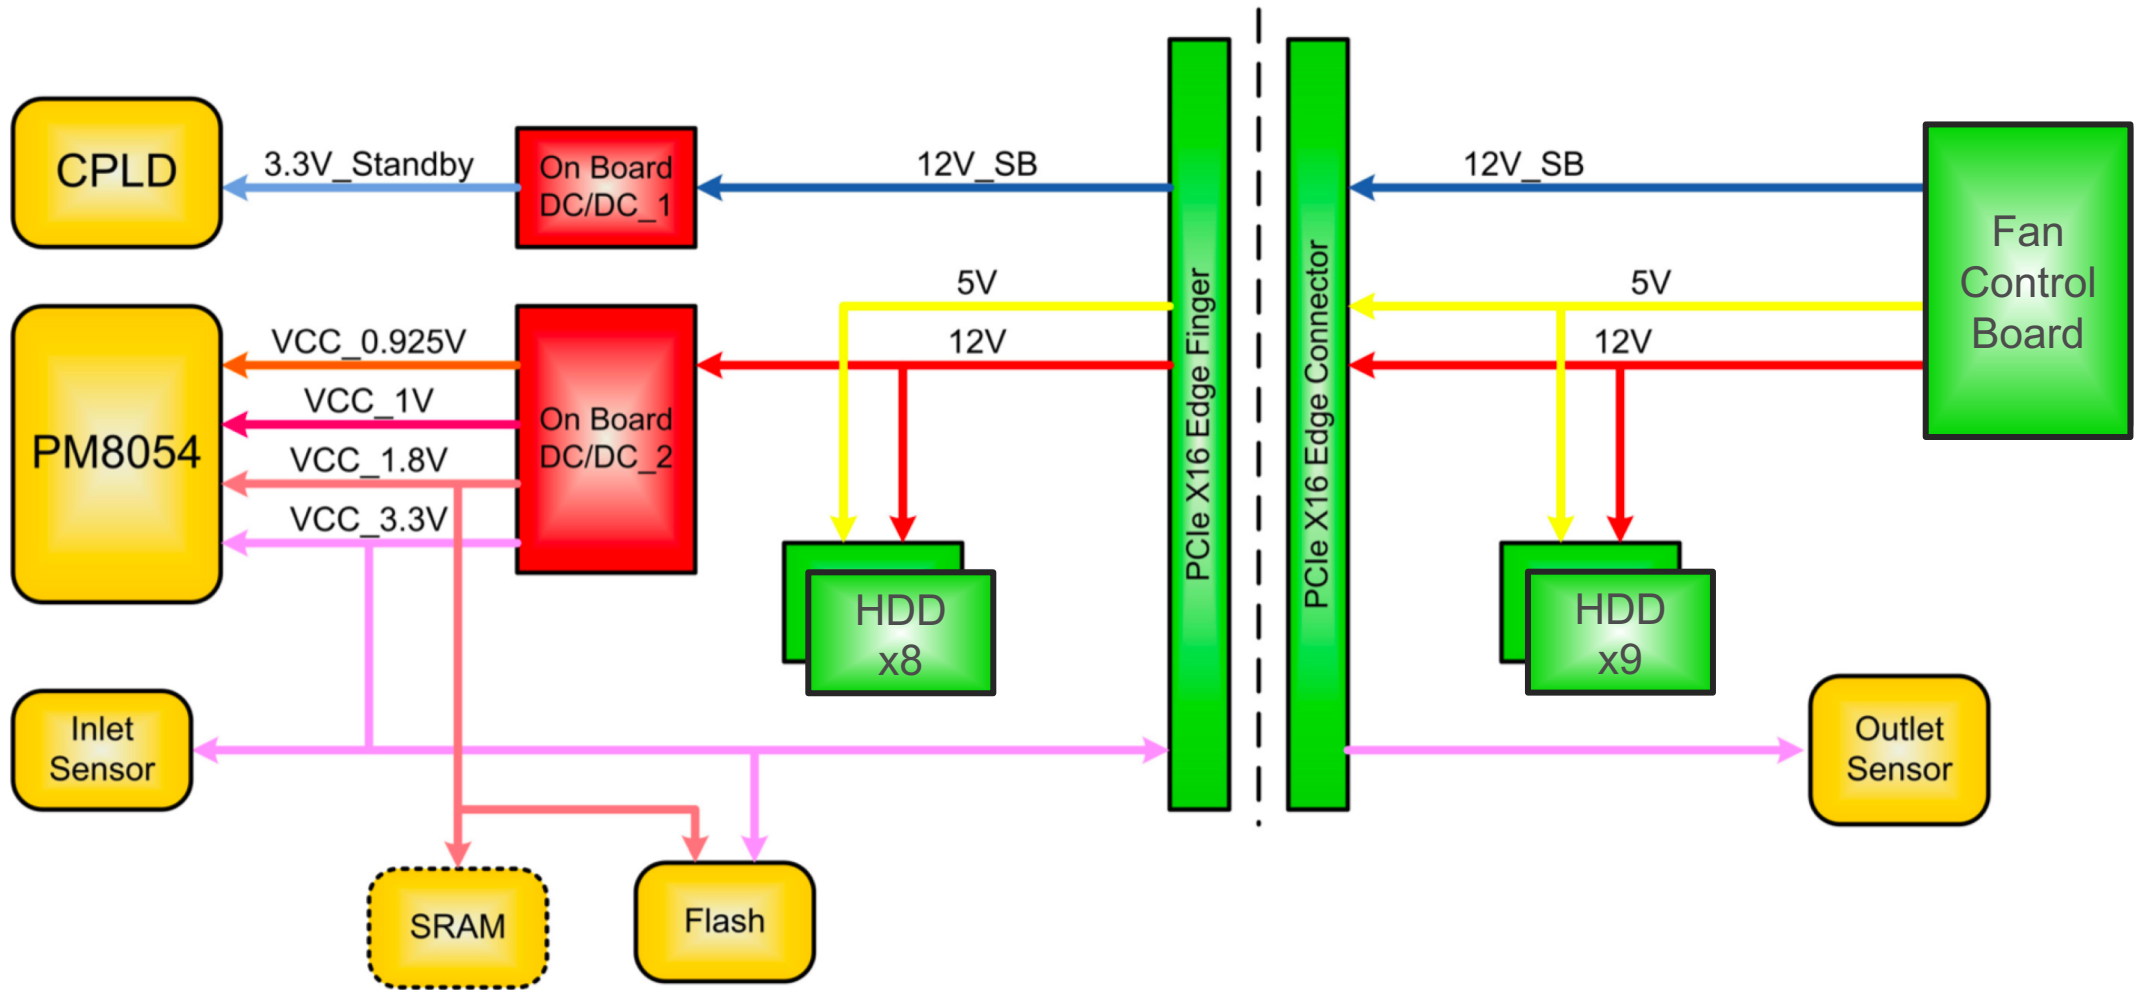 CPLD
3.3V_Standby
On Board
DC/DC_1
12V_SB
12V_SB
Fan
Control
Board
5V
12V
5V
12V
PCIe X16 Edge Finger
PCIe X16 Edge Connector
PM8054
VCC_0.925V
VCC_1V
VCC_1.8V
VCC_3.3V
On Board
DC/DC_2
HDD
x8
HDD
x9
Inlet
Sensor
Outlet
Sensor
SRAM
Flash